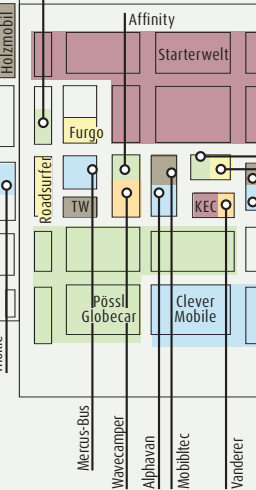 Holzmobil
Affinity
Starterwelt
Furgo
Roadsurfer
TW
KEC
Pössl
Globecar
Clever
Mobile
Mercus-Bus
Wavecamper
Alphavan
Mobiltec
Vanderer